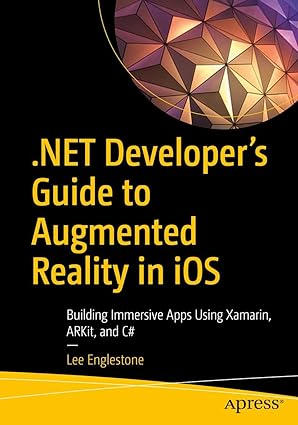 .NET Developer's
Guide to
Augmented
Reality in iOS
Building Immersive Apps Using Xamarin,
ARKit, and C#
—
Lee Englestone
Apress®